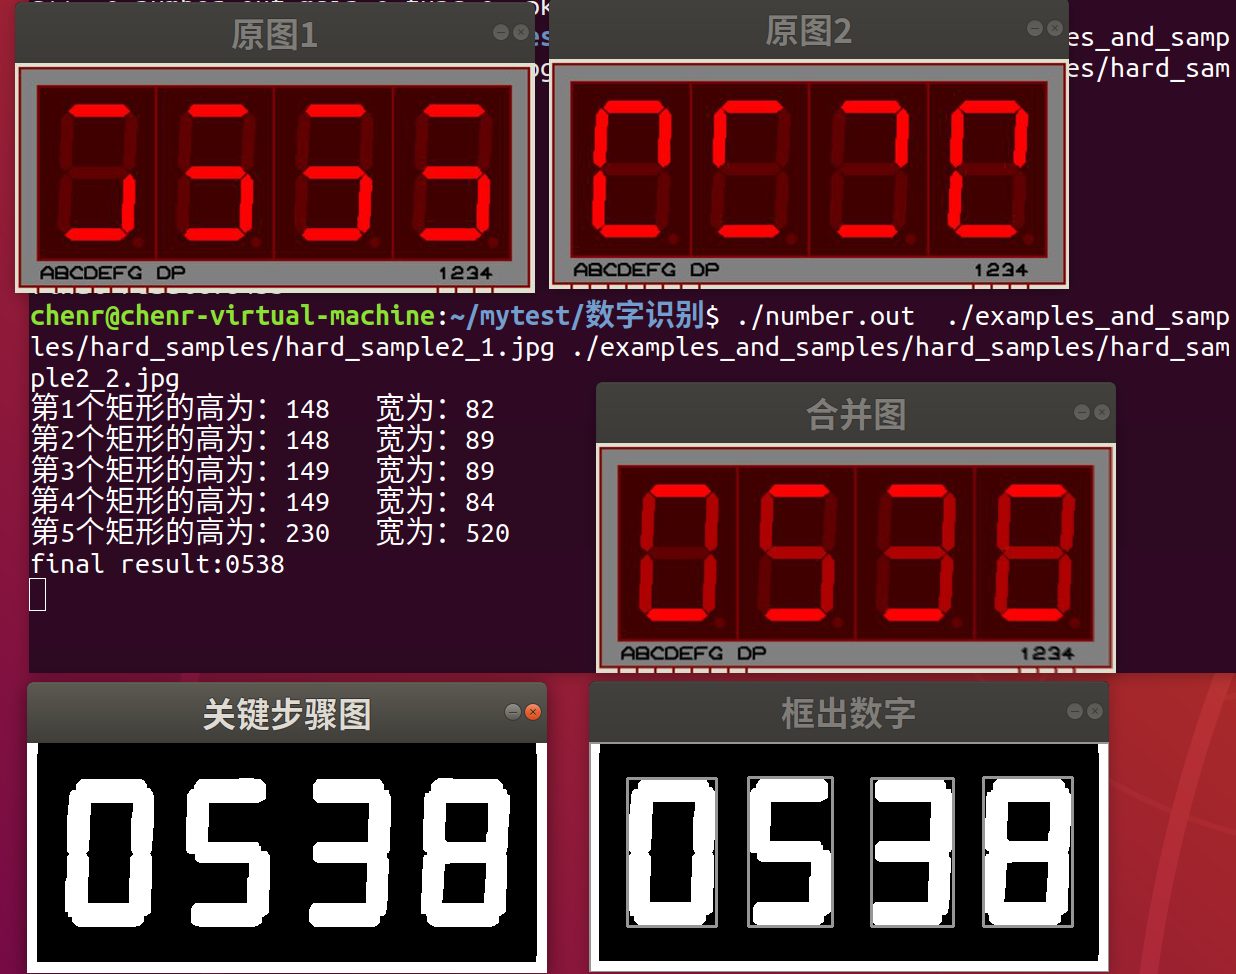 原图1
ABCDEFG DP 1234
原图2
ABCDEFG DP 1234
es_and_samp
es/hard_sam
chenr@chenr-virtual-machine:~/mytest/数字识别$ ./number.out ./examples_and_samp
les/hard_samples/hard_sample2_1.jpg ./examples_and_samples/hard_samples/hard_sam
ple2_2.jpg
第1个矩形的高为：148 宽为：82
第2个矩形的高为：148 宽为：89
第3个矩形的高为：149 宽为：89
第4个矩形的高为：149 宽为：84
第5个矩形的高为：230 宽为：520
final result:0538
合并图
0538
ABCDEFG DP 1234
关键步骤图
0538
框出数字
0538